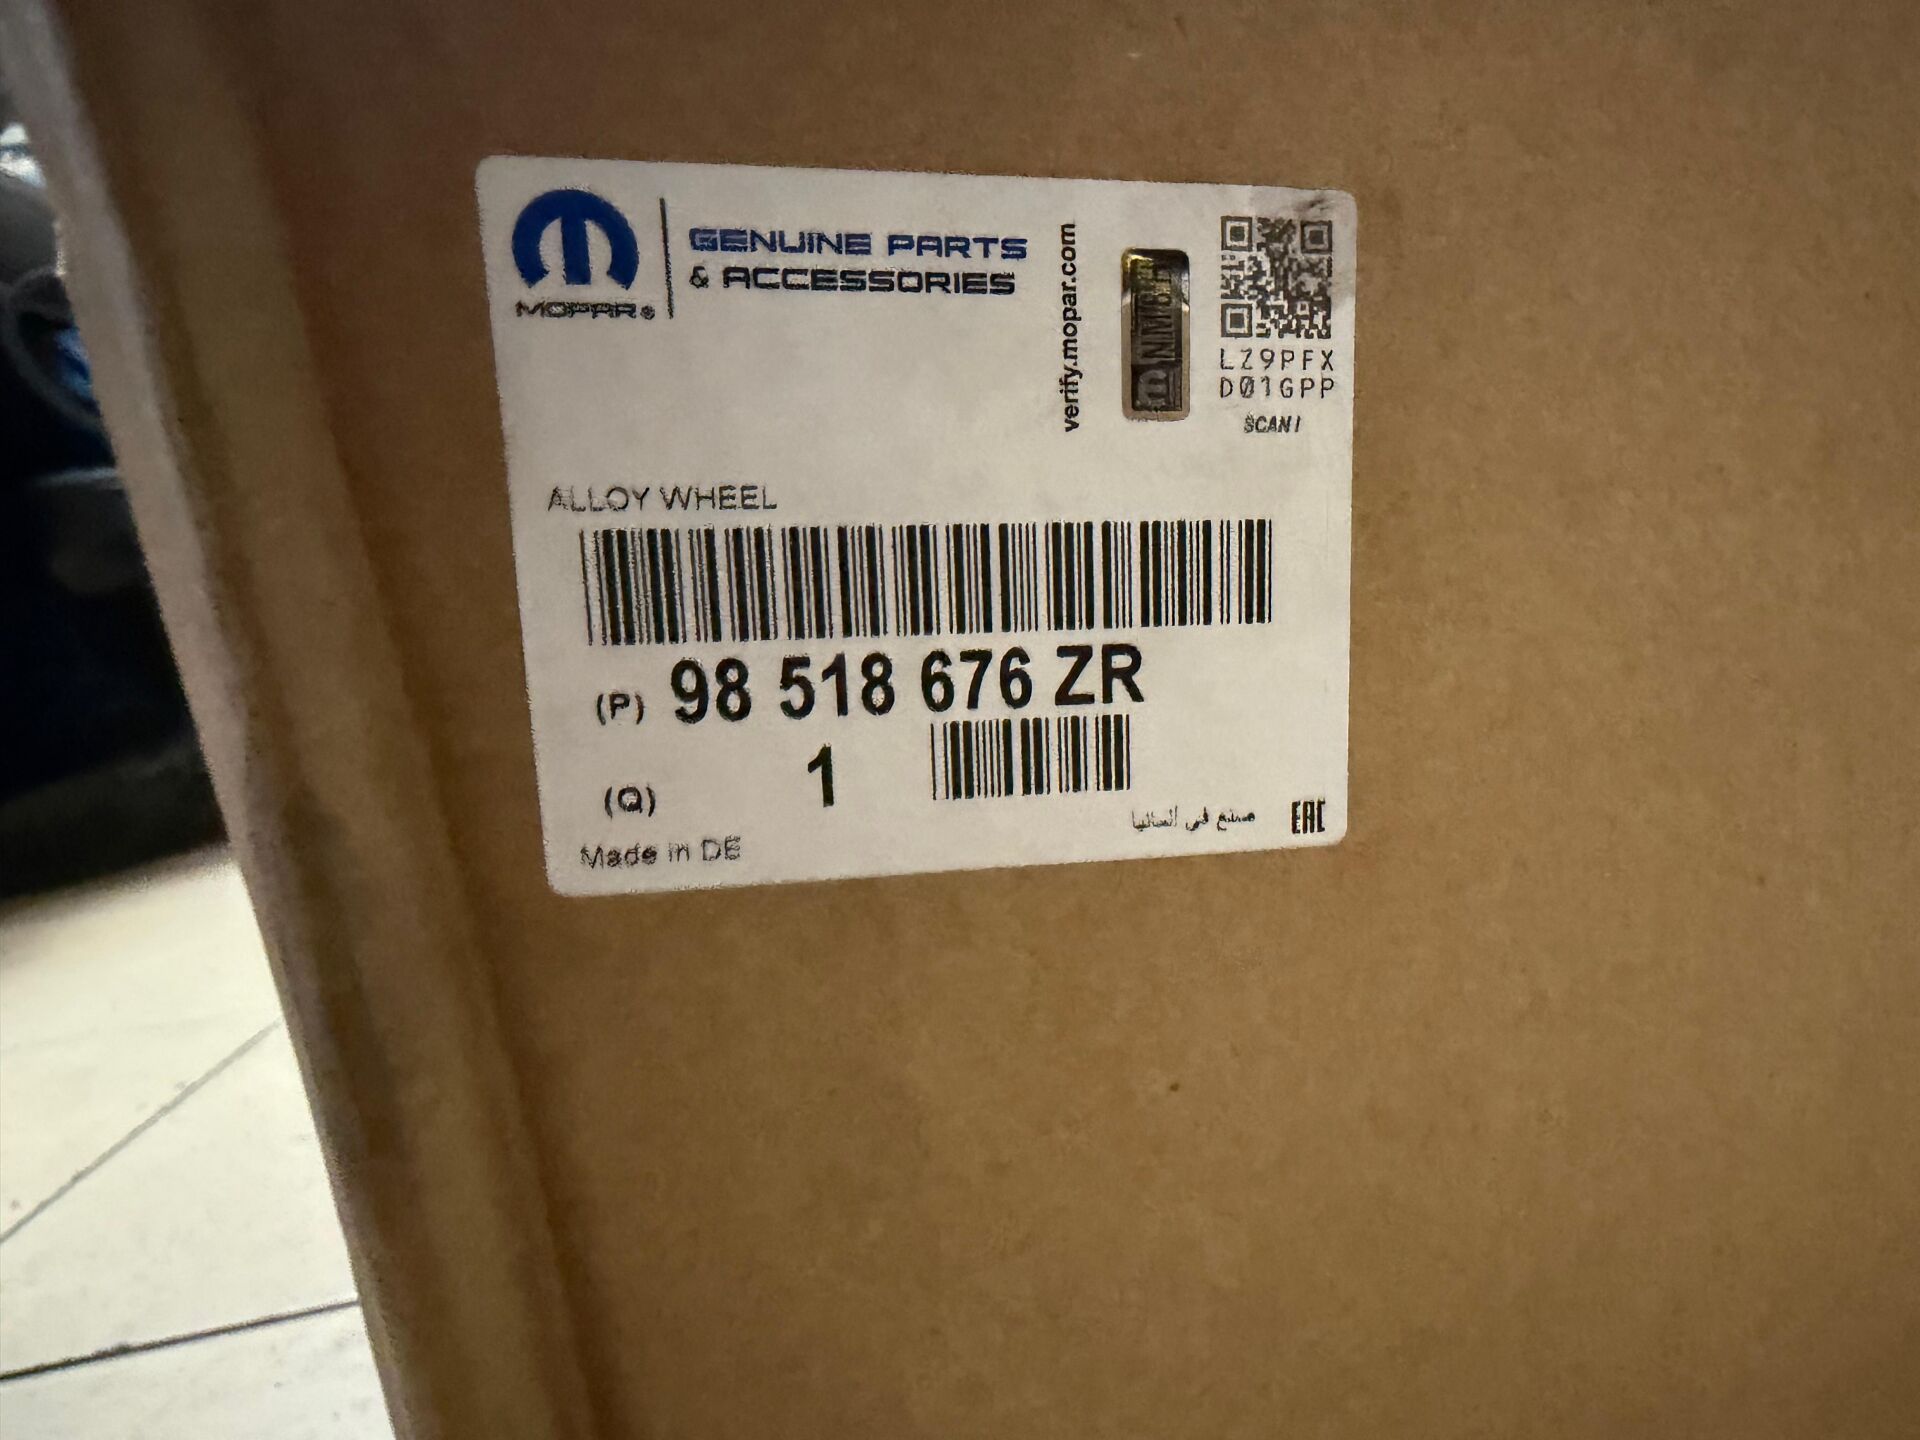 MOPAR®
GENUINE PARTS
& ACCESSORIES
verify.mopar.com
LZ9PFX
D01GPP
SCAN!
ALLOY WHEEL
(P) 98 518 676 ZR
(Q) 1
صنع في ألمانيا
EAC
Made in DE